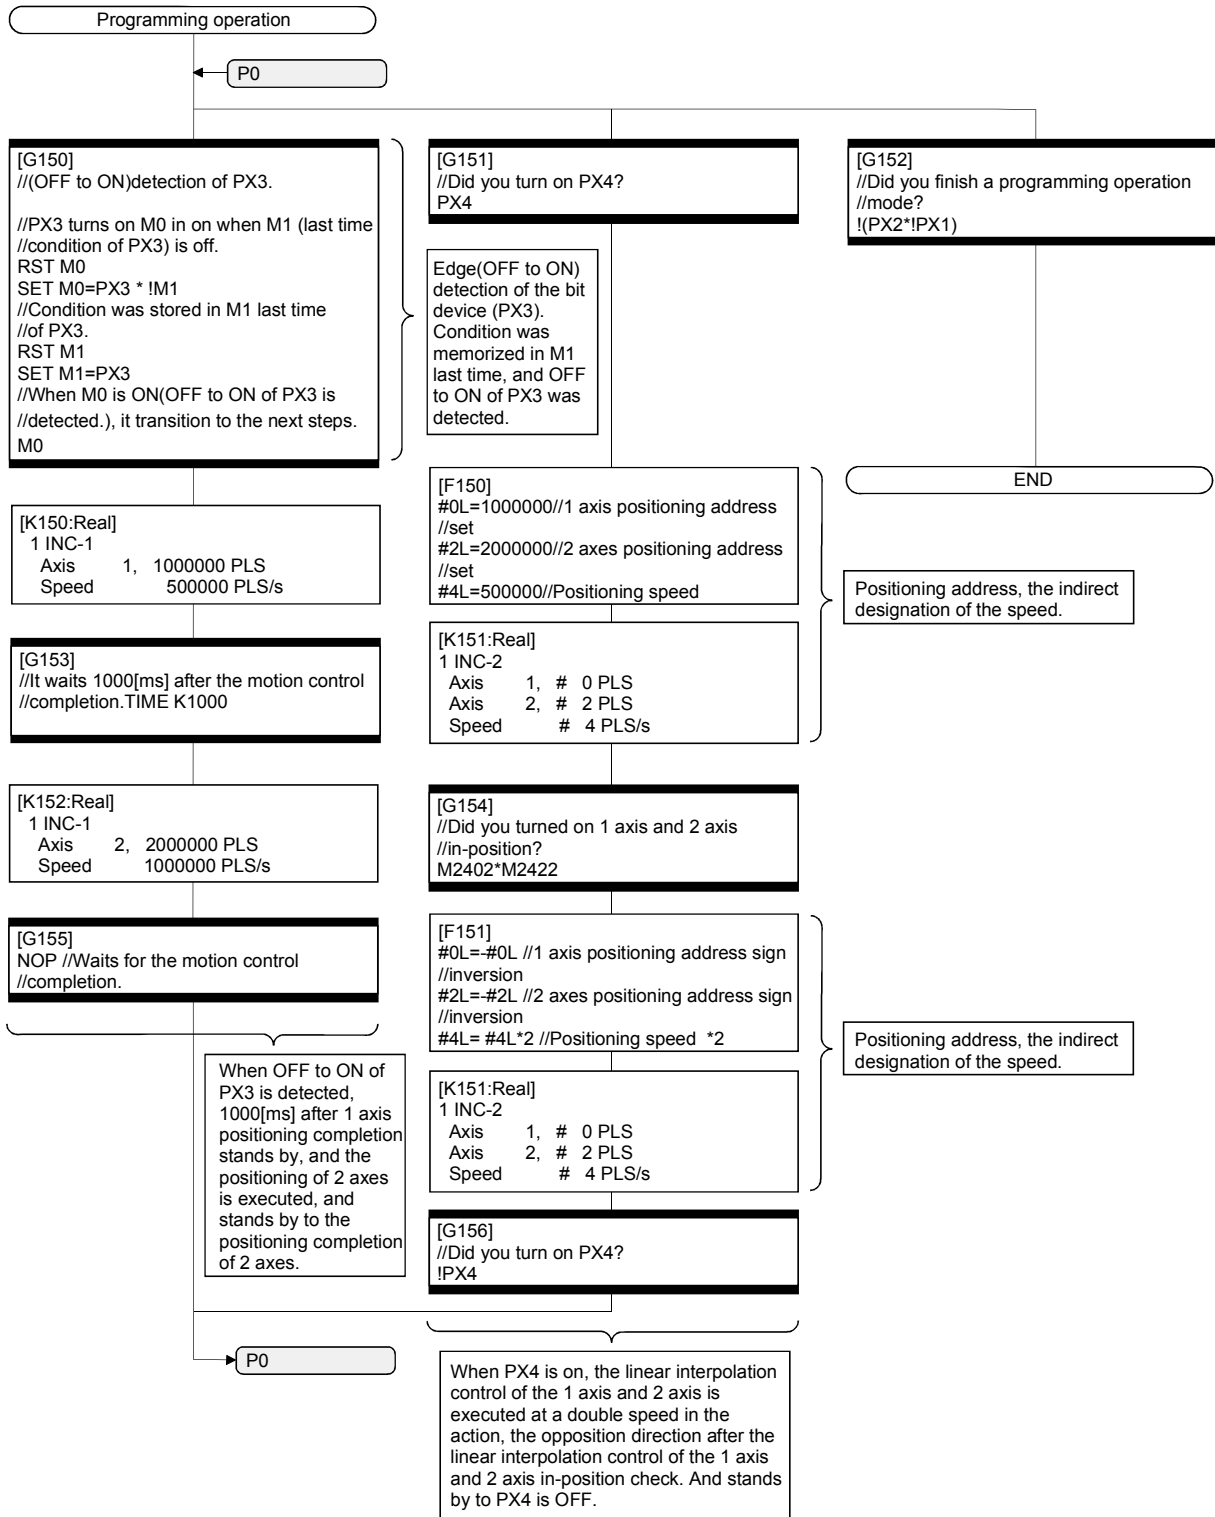 Programming operation
P0
[G150]
//(OFF to ON)detection of PX3.
//PX3 turns on M0 in on when M1 (last time
//condition of PX3) is off.
RST M0
SET M0=PX3 * !M1
//Condition was stored in M1 last time
//of PX3.
RST M1
SET M1=PX3
//When M0 is ON(OFF to ON of PX3 is
//detected.), it transition to the next steps.
M0
[K150:Real]
1 INC-1
Axis 1, 1000000 PLS
Speed 500000 PLS/s
[G153]
//It waits 1000[ms] after the motion control
//completion.TIME K1000
[K152:Real]
1 INC-1
Axis 2, 2000000 PLS
Speed 1000000 PLS/s
[G155]
NOP //Waits for the motion control
//completion.
When OFF to ON of
PX3 is detected,
1000[ms] after 1 axis
positioning completion
stands by, and the
positioning of 2 axes
is executed, and
stands by to the
positioning completion
of 2 axes.
P0
[G151]
//Did you turn on PX4?
PX4
Edge(OFF to ON)
detection of the bit
device (PX3).
Condition was
memorized in M1
last time, and OFF
to ON of PX3 was
detected.
[F150]
#0L=1000000//1 axis positioning address
//set
#2L=2000000//2 axes positioning address
//set
#4L=500000//Positioning speed
[K151:Real]
1 INC-2
Axis 1, # 0 PLS
Axis 2, # 2 PLS
Speed # 4 PLS/s
Positioning address, the indirect
designation of the speed.
[G154]
//Did you turned on 1 axis and 2 axis
//in-position?
M2402*M2422
[F151]
#0L=-#0L //1 axis positioning address sign
//inversion
#2L=-#2L //2 axes positioning address sign
//inversion
#4L= #4L*2 //Positioning speed *2
[K151:Real]
1 INC-2
Axis 1, # 0 PLS
Axis 2, # 2 PLS
Speed # 4 PLS/s
Positioning address, the indirect
designation of the speed.
[G156]
//Did you turn on PX4?
!PX4
When PX4 is on, the linear interpolation
control of the 1 axis and 2 axis is
executed at a double speed in the
action, the opposition direction after the
linear interpolation control of the 1 axis
and 2 axis in-position check. And stands
by to PX4 is OFF.
[G152]
//Did you finish a programming operation
//mode?
!(PX2*!PX1)
END